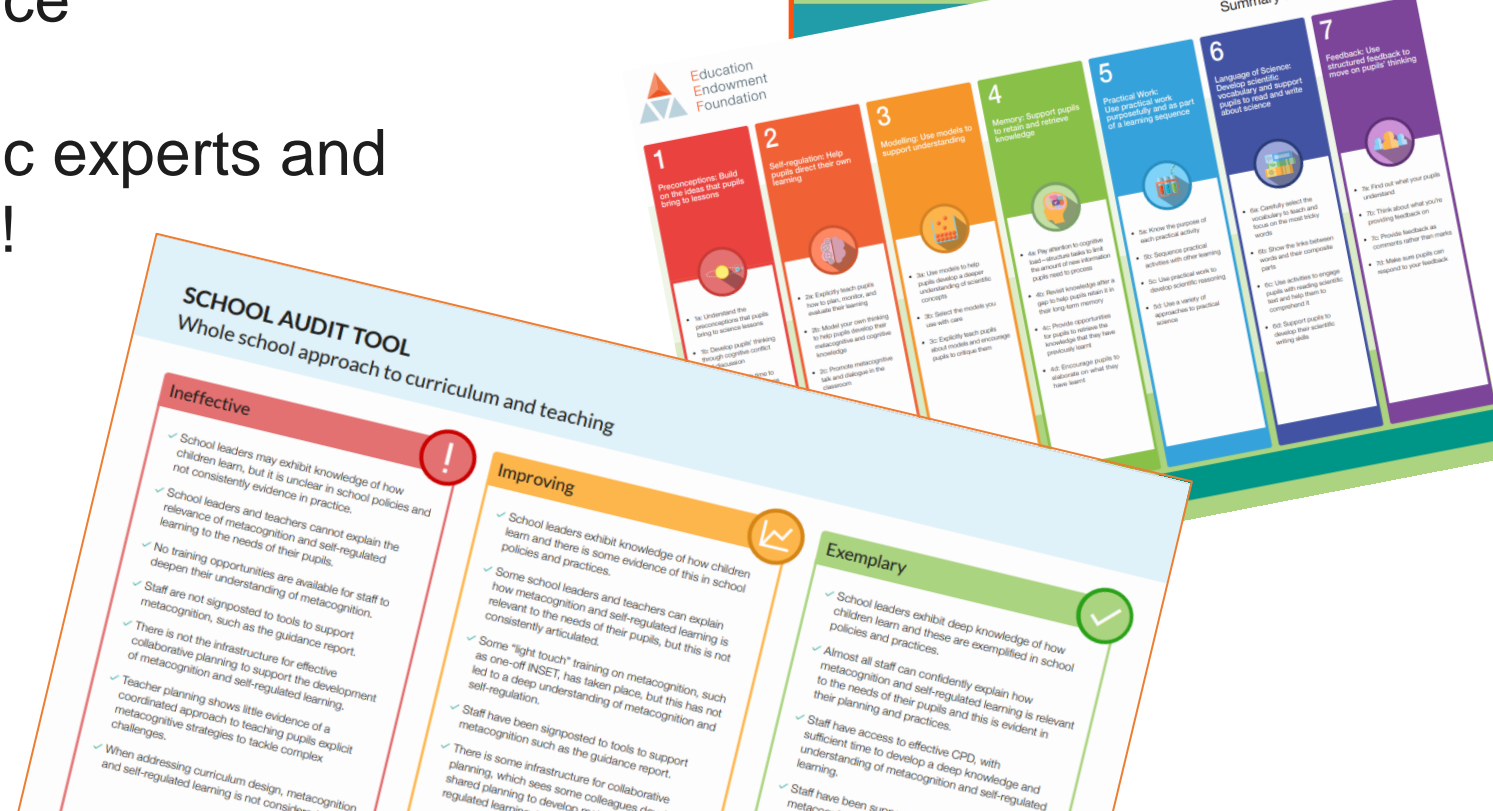 ce
c experts and
!
Summary
Education
Endowment
Foundation
1
Preconceptions: Build
on the ideas that pupils
bring to lessons
• 1a: Understand the
preconceptions that pupils
bring to science lessons
• 1b: Develop pupils' thinking
through cognitive conflict
discussion
time to
2
Self-regulation: Help
pupils direct their own
learning
• 2a: Explicitly teach pupils
how to plan, monitor, and
evaluate their learning
• 2b: Model your own thinking
to help pupils develop their
metacognitive and cognitive
knowledge
• 2c: Promote metacognitive
talk and dialogue in the
classroom
3
Modelling: Use models to
support understanding
• 3a: Use models to help
pupils develop a deeper
understanding of scientific
concepts
• 3b: Select the models you
use with care
• 3c: Explicitly teach pupils
about models and encourage
pupils to critique them
4
Memory: Support pupils
to retain and retrieve
knowledge
• 4a: Pay attention to cognitive
load—structure tasks to limit
the amount of new information
pupils need to process
• 4b: Revisit knowledge after a
gap to help pupils retain it in
their long-term memory
• 4c: Provide opportunities
for pupils to retrieve the
knowledge that they have
previously learnt
• 4d: Encourage pupils to
elaborate on what they
have learnt
5
Practical Work:
Use practical work
purposefully and as part
of a learning sequence
• 5a: Know the purpose of
each practical activity
• 5b: Sequence practical
activities with other learning
• 5c: Use practical work to
develop scientific reasoning
• 5d: Use a variety of
approaches to practical
science
6
Language of Science:
Develop scientific
vocabulary and support
pupils to read and write
about science
• 6a: Carefully select the
vocabulary to teach and
focus on the most tricky
words
• 6b: Show the links between
words and their composite
parts
• 6c: Use activities to engage
pupils with reading scientific
text and help them to
comprehend it
• 6d: Support pupils to
develop their scientific
writing skills
7
Feedback: Use
structured feedback to
move on pupils' thinking
• 7a: Find out what your pupils
understand
• 7b: Think about what you're
providing feedback on
• 7c: Provide feedback as
comments rather than marks
• 7d: Make sure pupils can
respond to your feedback
SCHOOL AUDIT TOOL
Whole school approach to curriculum and teaching
Ineffective
School leaders may exhibit knowledge of how
children learn, but it is unclear in school policies and
not consistently evidence in practice.
School leaders and teachers cannot explain the
relevance of metacognition and self-regulated
learning to the needs of their pupils.
No training opportunities are available for staff to
deepen their understanding of metacognition.
Staff are not signposted to tools to support
metacognition, such as the guidance report.
There is not the infrastructure for effective
collaborative planning to support the development
of metacognition and self-regulated learning.
Teacher planning shows little evidence of a
coordinated approach to teaching pupils explicit
metacognitive strategies to tackle complex
challenges.
When addressing curriculum design, metacognition
and self-regulated learning is not
Improving
School leaders exhibit knowledge of how children
learn and there is some evidence of this in school
policies and practices.
Some school leaders and teachers can explain
how metacognition and self-regulated learning is
relevant to the needs of their pupils, but this is not
consistently articulated.
Some "light touch" training on metacognition, such
as one-off INSET, has taken place, but this has not
led to a deep understanding of metacognition and
self-regulation.
Staff have been signposted to tools to support
metacognition such as the guidance report.
There is some infrastructure for collaborative
planning, which sees some colleagues
shared planning to develop
regulated
Exemplary
School leaders exhibit deep knowledge of how
children learn and these are exemplified in school
policies and practices.
Almost all staff can confidently explain how
metacognition and self-regulated learning is relevant
to the needs of their pupils and this is evident in
their planning and practices.
Staff have access to effective CPD, with
sufficient time to develop a deep knowledge and
understanding of metacognition and self-regulated
learning.
Staff have been